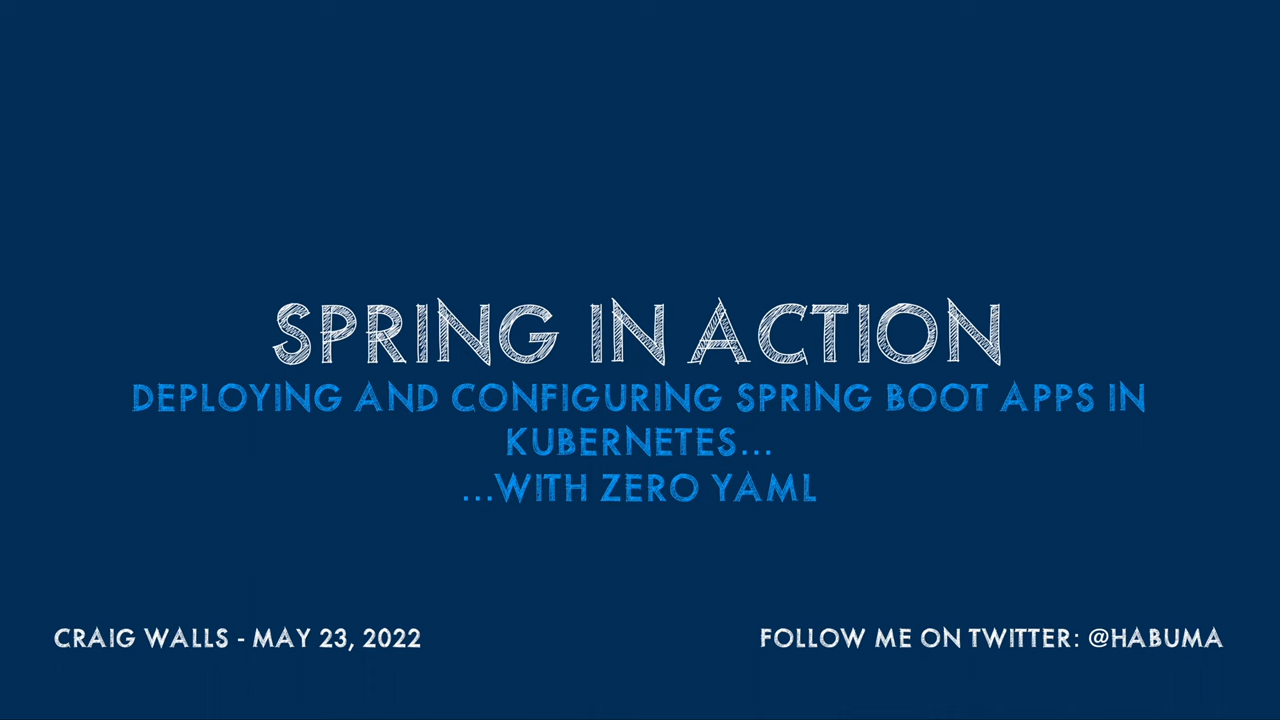 SPRING IN ACTION
DEPLOYING AND CONFIGURING SPRING BOOT APPS IN
KUBERNETES...
...WITH ZERO YAML
CRAIG WALLS - MAY 23, 2022
FOLLOW ME ON TWITTER: @HABUMA